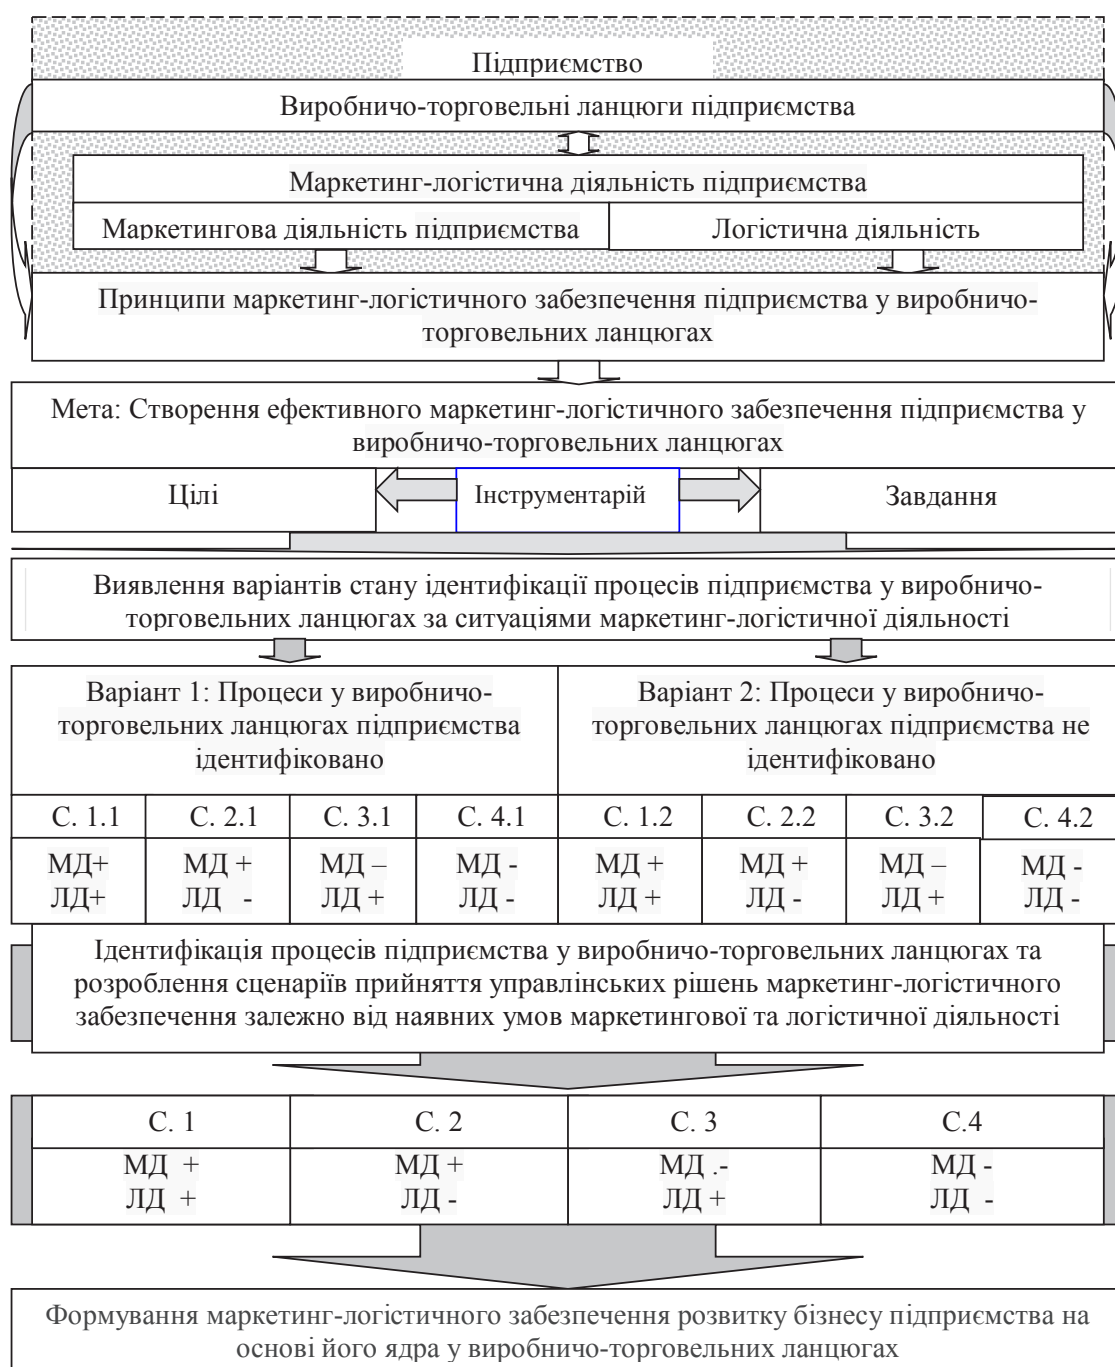 Підприємство
Виробничо-торговельні ланцюги підприємства
Маркетинг-логістична діяльність підприємства
Маркетингова діяльність підприємства
Логістична діяльність
Принципи маркетинг-логістичного забезпечення підприємства у виробничо-
торговельних ланцюгах
Мета: Створення ефективного маркетинг-логістичного забезпечення підприємства у
виробничо-торговельних ланцюгах
Цілі
Інструментарій
Завдання
Виявлення варіантів стану ідентифікації процесів підприємства у виробничо-
торговельних ланцюгах за ситуаціями маркетинг-логістичної діяльності
Варіант 1: Процеси у виробничо-
торговельних ланцюгах підприємства
ідентифіковано
Варіант 2: Процеси у виробничо-
торговельних ланцюгах підприємства не
ідентифіковано
С. 1.1
С. 2.1
С. 3.1
С. 4.1
С. 1.2
С. 2.2
С. 3.2
С. 4.2
МД+
ЛД+
МД +
ЛД -
МД –
ЛД +
МД -
ЛД -
МД +
ЛД +
МД +
ЛД -
МД –
ЛД +
МД -
ЛД -
Ідентифікація процесів підприємства у виробничо-торговельних ланцюгах та
розроблення сценаріїв прийняття управлінських рішень маркетинг-логістичного
забезпечення залежно від наявних умов маркетингової та логістичної діяльності
С. 1
С. 2
С. 3
С.4
МД +
ЛД +
МД +
ЛД -
МД .-
ЛД +
МД -
ЛД -
Формування маркетинг-логістичного забезпечення розвитку бізнесу підприємства на
основі його ядра у виробничо-торговельних ланцюгах